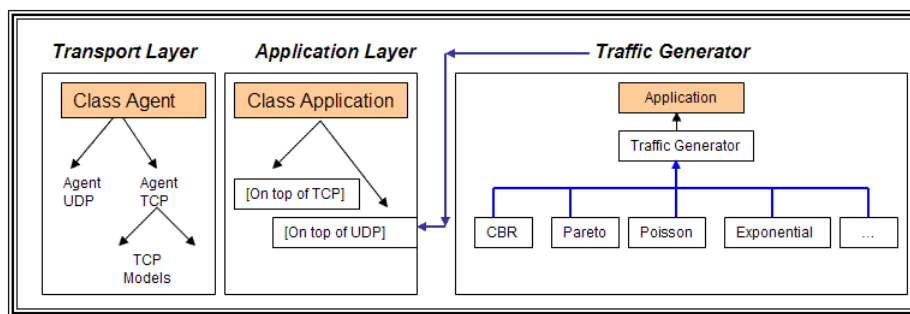 Transport Layer
Application Layer
Traffic Generator
Class Agent
Agent
UDP
Agent
TCP
TCP
Models
Class Application
[On top of TCP]
[On top of UDP]
Application
Traffic Generator
CBR
Pareto
Poisson
Exponential
...